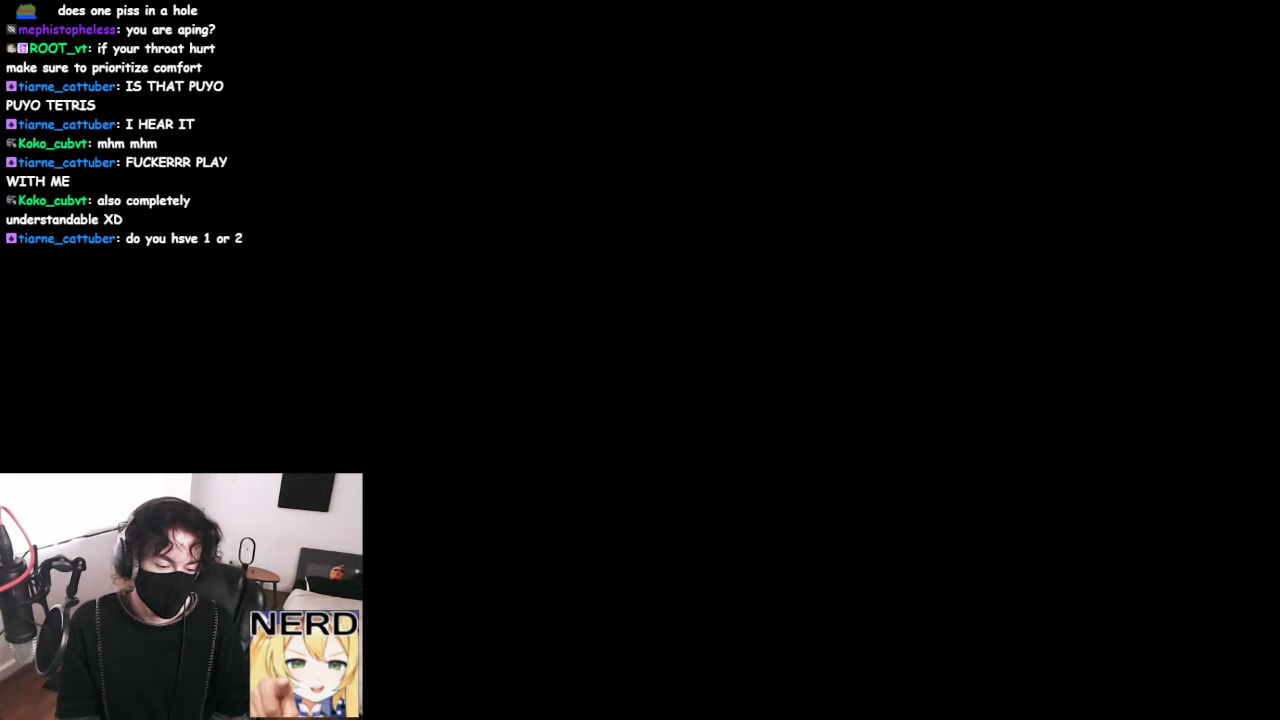 does one piss in a hole
mephistopheless: you are aping?
ROOT_vt: if your throat hurt
make sure to prioritize comfort
tiarne_cattuber: IS THAT PUYO
PUYO TETRIS
tiarne_cattuber: I HEAR IT
Koko_cubvt: mhm mhm
tiarne_cattuber: FUCKERRR PLAY
WITH ME
Koko_cubvt: also completely
understandable XD
tiarne_cattuber: do you hsve 1 or 2
NERD